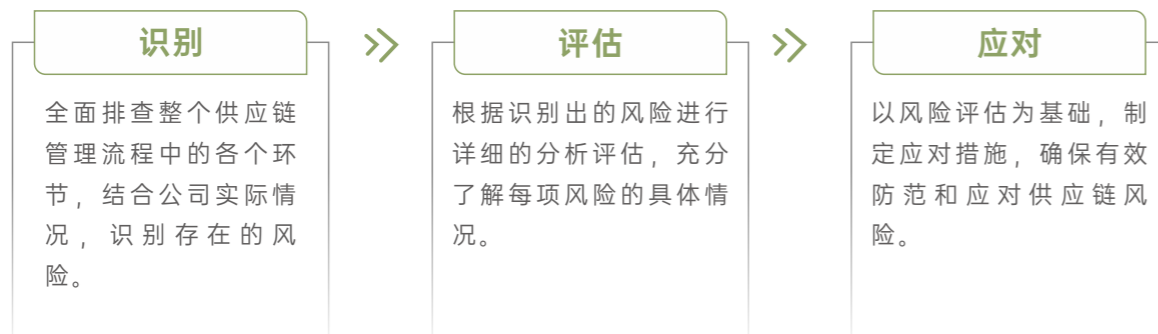 识别
全面排查整个供应链
管理流程中的各个环
节，结合公司实际情
况，识别存在的风
险。
评估
根据识别出的风险进行
详细的分析评估，充分
了解每项风险的具体情
况。
应对
以风险评估为基础，制
定应对措施，确保有效
防范和应对供应链风
险。